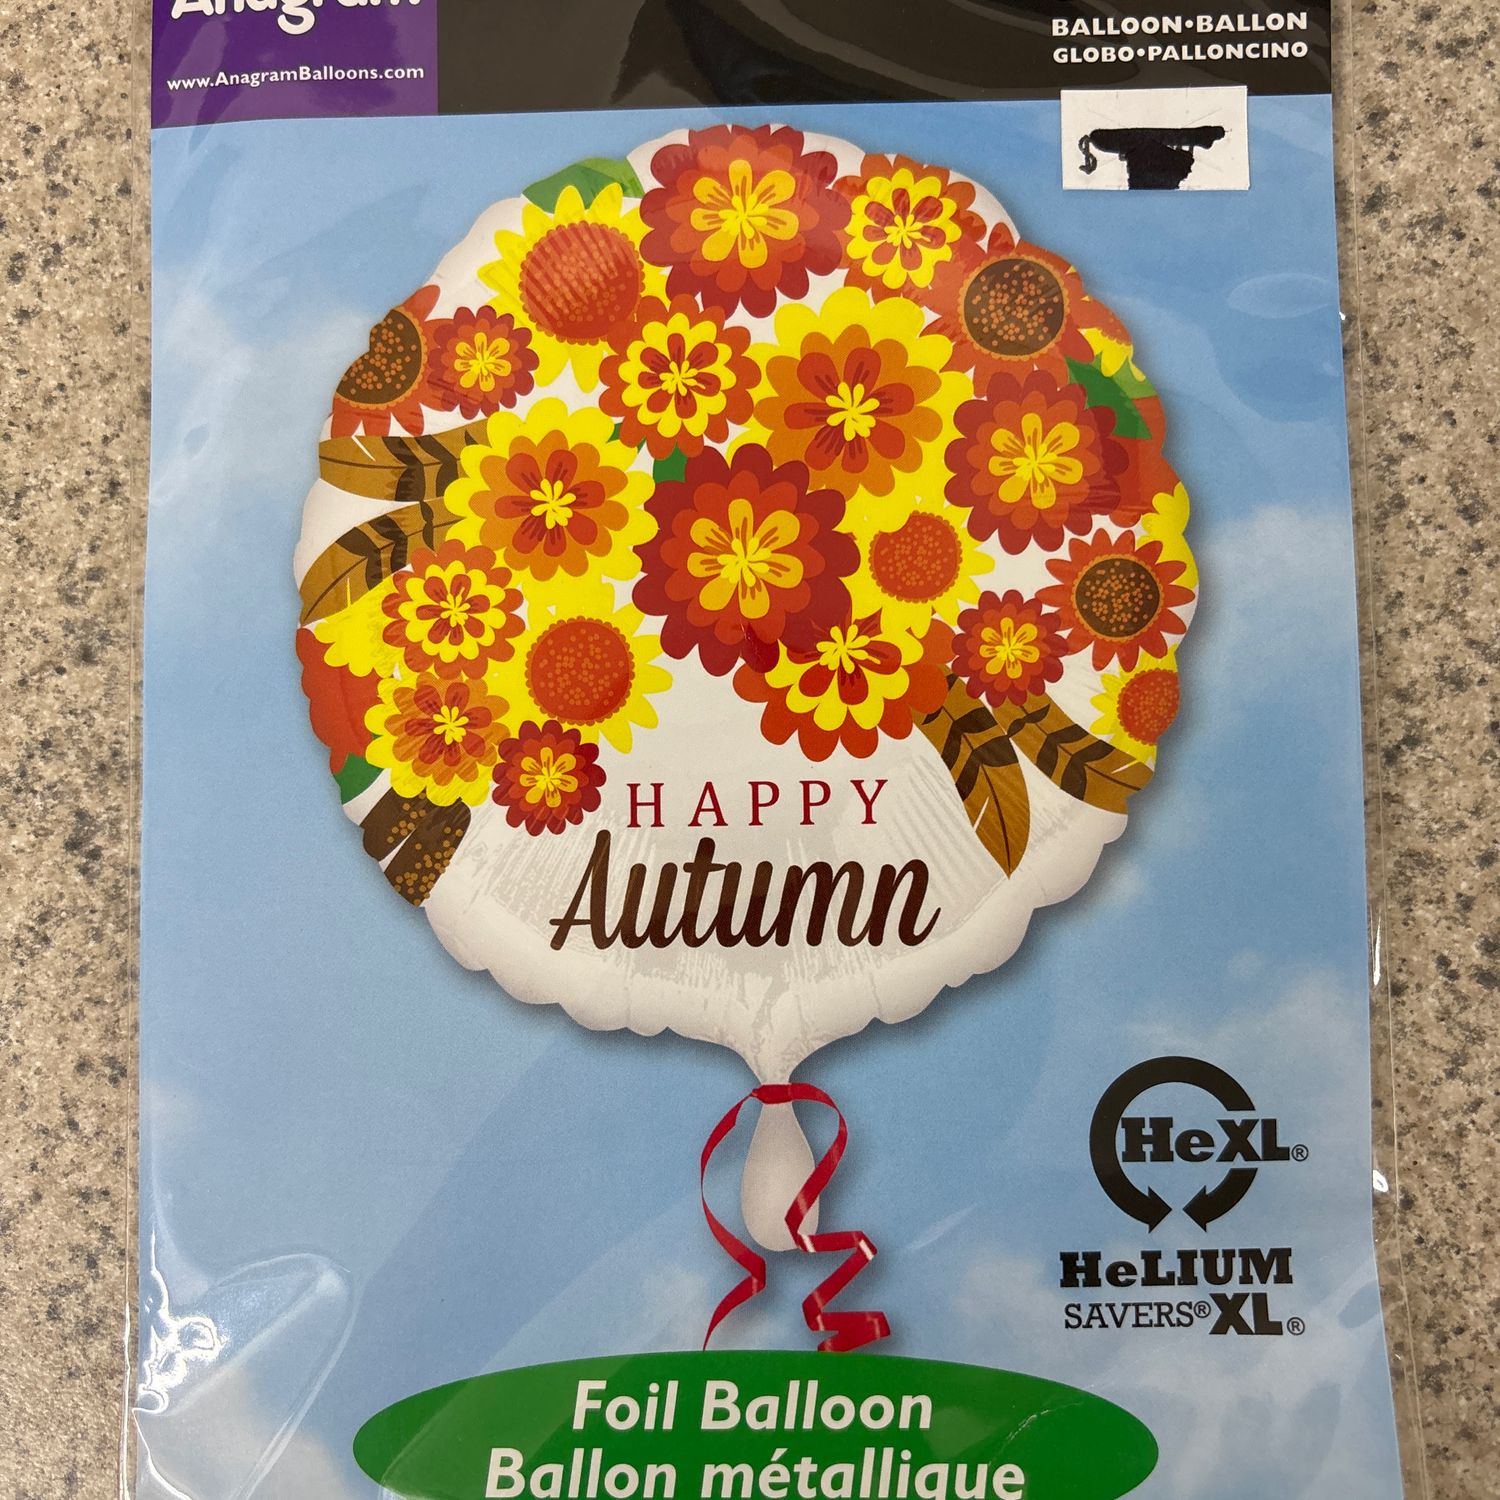 Anagram
www.AnagramBalloons.com
BALLOON•BALLON
GLOBO•PALLONCINO
$
HAPPY
Autumn
HeXL®
HeLIUM
SAVERS® XL®
Foil Balloon
Ballon métallique